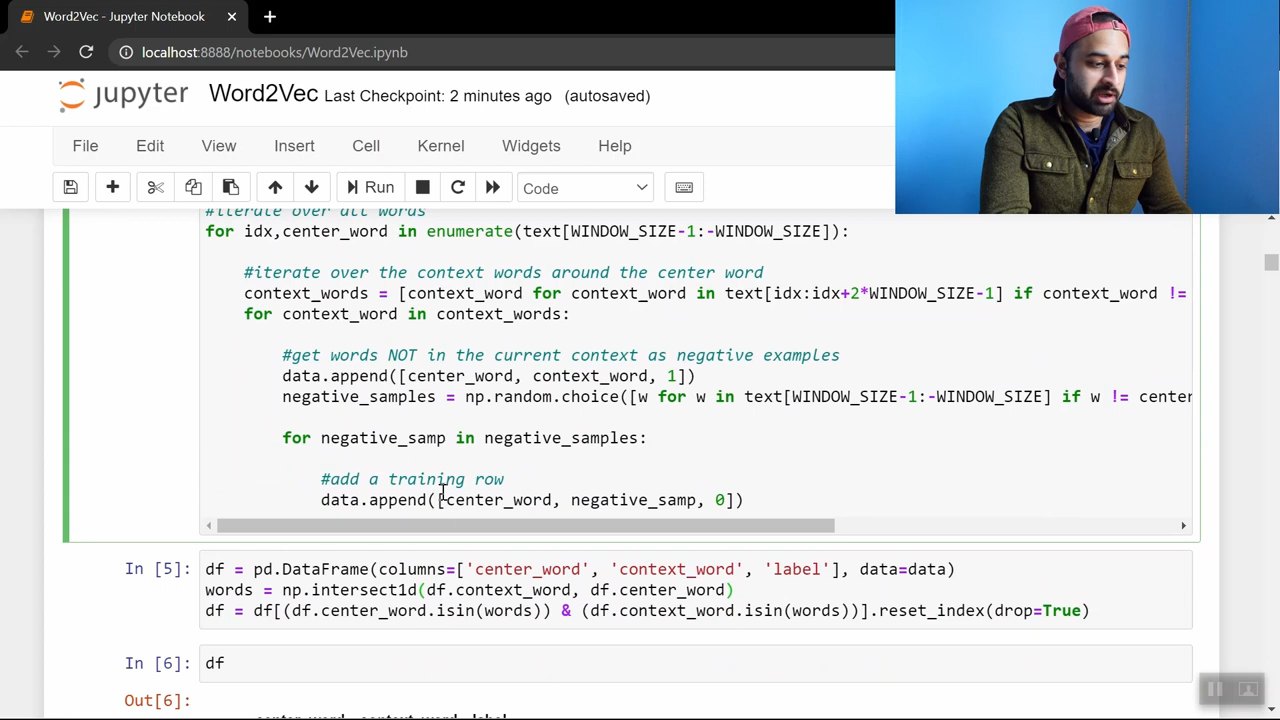 Word2Vec - Jupyter Notebook
localhost:8888/notebooks/Word2Vec.ipynb
jupyter Word2Vec Last Checkpoint: 2 minutes ago (autosaved)
File Edit View Insert Cell Kernel Widgets Help
Run Code
#iterate over all words
for idx,center_word in enumerate(text[WINDOW_SIZE-1:-WINDOW_SIZE]):
#iterate over the context words around the center word
context_words = [context_word for context_word in text[idx:idx+2*WINDOW_SIZE-1] if context_word !=
for context_word in context_words:
#get words NOT in the current context as negative examples
data.append([center_word, context_word, 1])
negative_samples = np.random.choice([w for w in text[WINDOW_SIZE-1:-WINDOW_SIZE] if w != center
for negative_samp in negative_samples:
#add a training row
data.append([center_word, negative_samp, 0])
In [5]: df = pd.DataFrame(columns=['center_word', 'context_word', 'label'], data=data)
words = np.intersect1d(df.context_word, df.center_word)
df = df[(df.center_word.isin(words)) & (df.context_word.isin(words))].reset_index(drop=True)
In [6]: df
Out[6]:
center_word context_word label